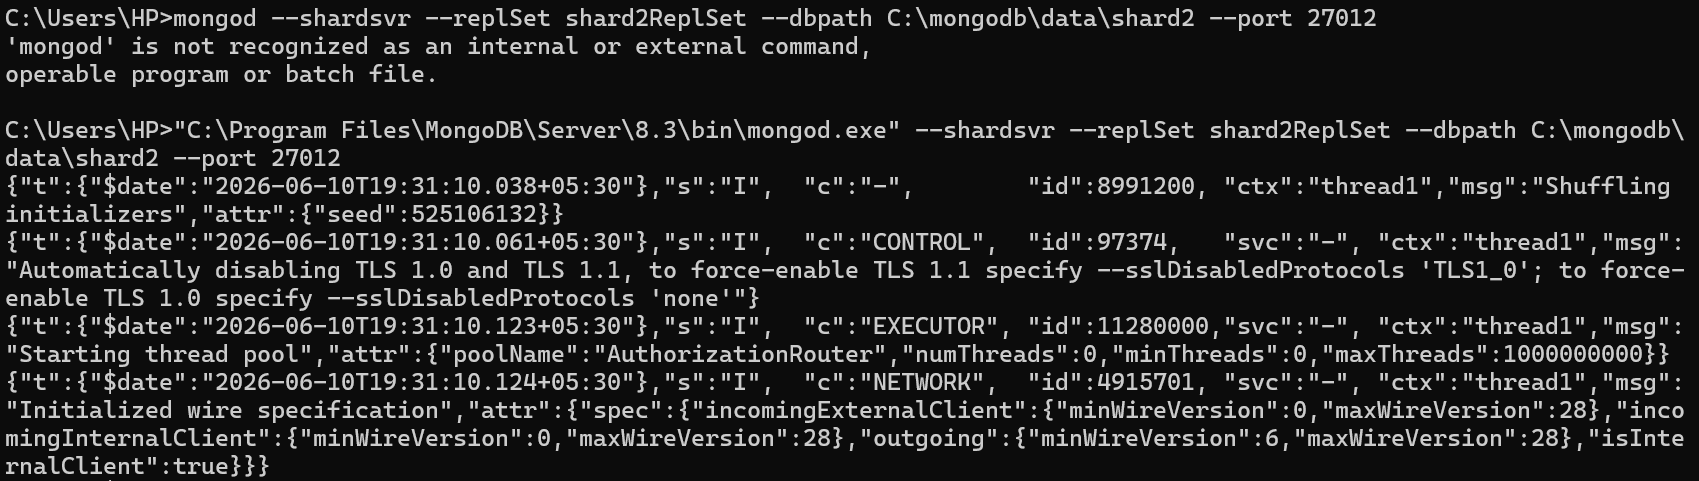 C:\Users\HP>mongod --shardsvr --replSet shard2ReplSet --dbpath C:\mongodb\data\shard2 --port 27012
'mongod' is not recognized as an internal or external command,
operable program or batch file.

C:\Users\HP>"C:\Program Files\MongoDB\Server\8.3\bin\mongod.exe" --shardsvr --replSet shard2ReplSet --dbpath C:\mongodb\
data\shard2 --port 27012
{"t":{"$date":"2026-06-10T19:31:10.038+05:30"},"s":"I",  "c":"-",        "id":8991200, "ctx":"thread1","msg":"Shuffling
initializers","attr":{"seed":525106132}}
{"t":{"$date":"2026-06-10T19:31:10.061+05:30"},"s":"I",  "c":"CONTROL",  "id":97374,   "svc":"-", "ctx":"thread1","msg":
"Automatically disabling TLS 1.0 and TLS 1.1, to force-enable TLS 1.1 specify --sslDisabledProtocols 'TLS1_0'; to force-
enable TLS 1.0 specify --sslDisabledProtocols 'none'"}
{"t":{"$date":"2026-06-10T19:31:10.123+05:30"},"s":"I",  "c":"EXECUTOR", "id":11280000,"svc":"-", "ctx":"thread1","msg":
"Starting thread pool","attr":{"poolName":"AuthorizationRouter","numThreads":0,"minThreads":0,"maxThreads":1000000000}}
{"t":{"$date":"2026-06-10T19:31:10.124+05:30"},"s":"I",  "c":"NETWORK",  "id":4915701, "svc":"-", "ctx":"thread1","msg":
"Initialized wire specification","attr":{"spec":{"incomingExternalClient":{"minWireVersion":0,"maxWireVersion":28},"inco
mingInternalClient":{"minWireVersion":0,"maxWireVersion":28},"outgoing":{"minWireVersion":6,"maxWireVersion":28},"isInte
rnalClient":true}}}